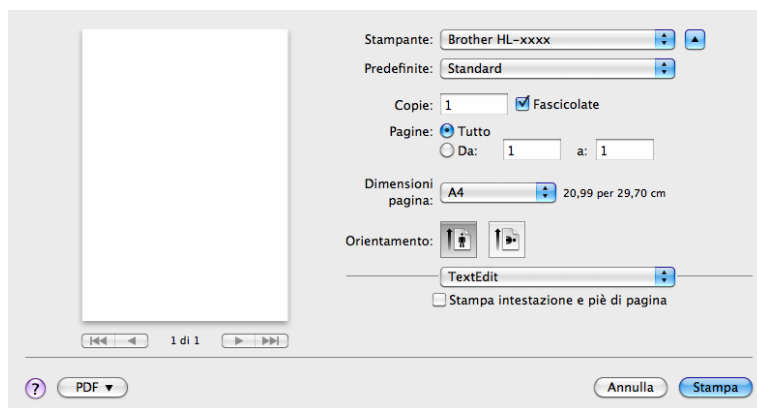 Stampante: Brother HL-xxxx
Predefinite: Standard
Copie: 1 Fascicolate
Pagine: Tutto
Da: 1 a: 1
Dimensioni
pagina: A4 20,99 per 29,70 cm
Orientamento:
TextEdit
Stampa intestazione e piè di pagina
1 di 1
? PDF Annulla Stampa